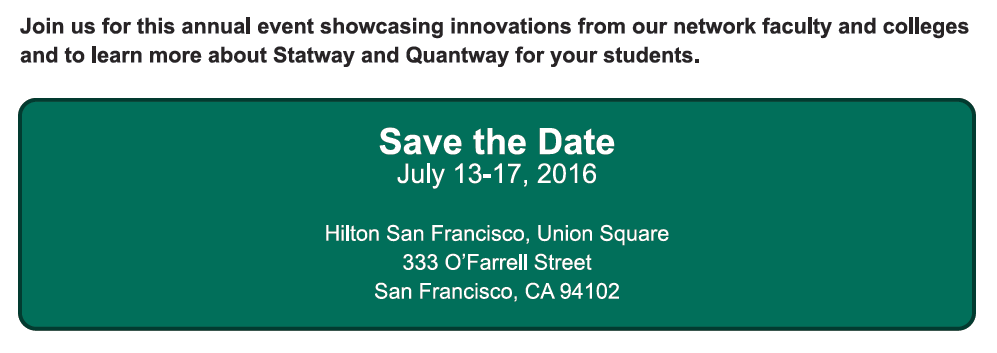 Join us for this annual event showcasing innovations from our network faculty and colleges
and to learn more about Statway and Quantway for your students.
Save the Date
July 13-17, 2016
Hilton San Francisco, Union Square
333 O’Farrell Street
San Francisco, CA 94102